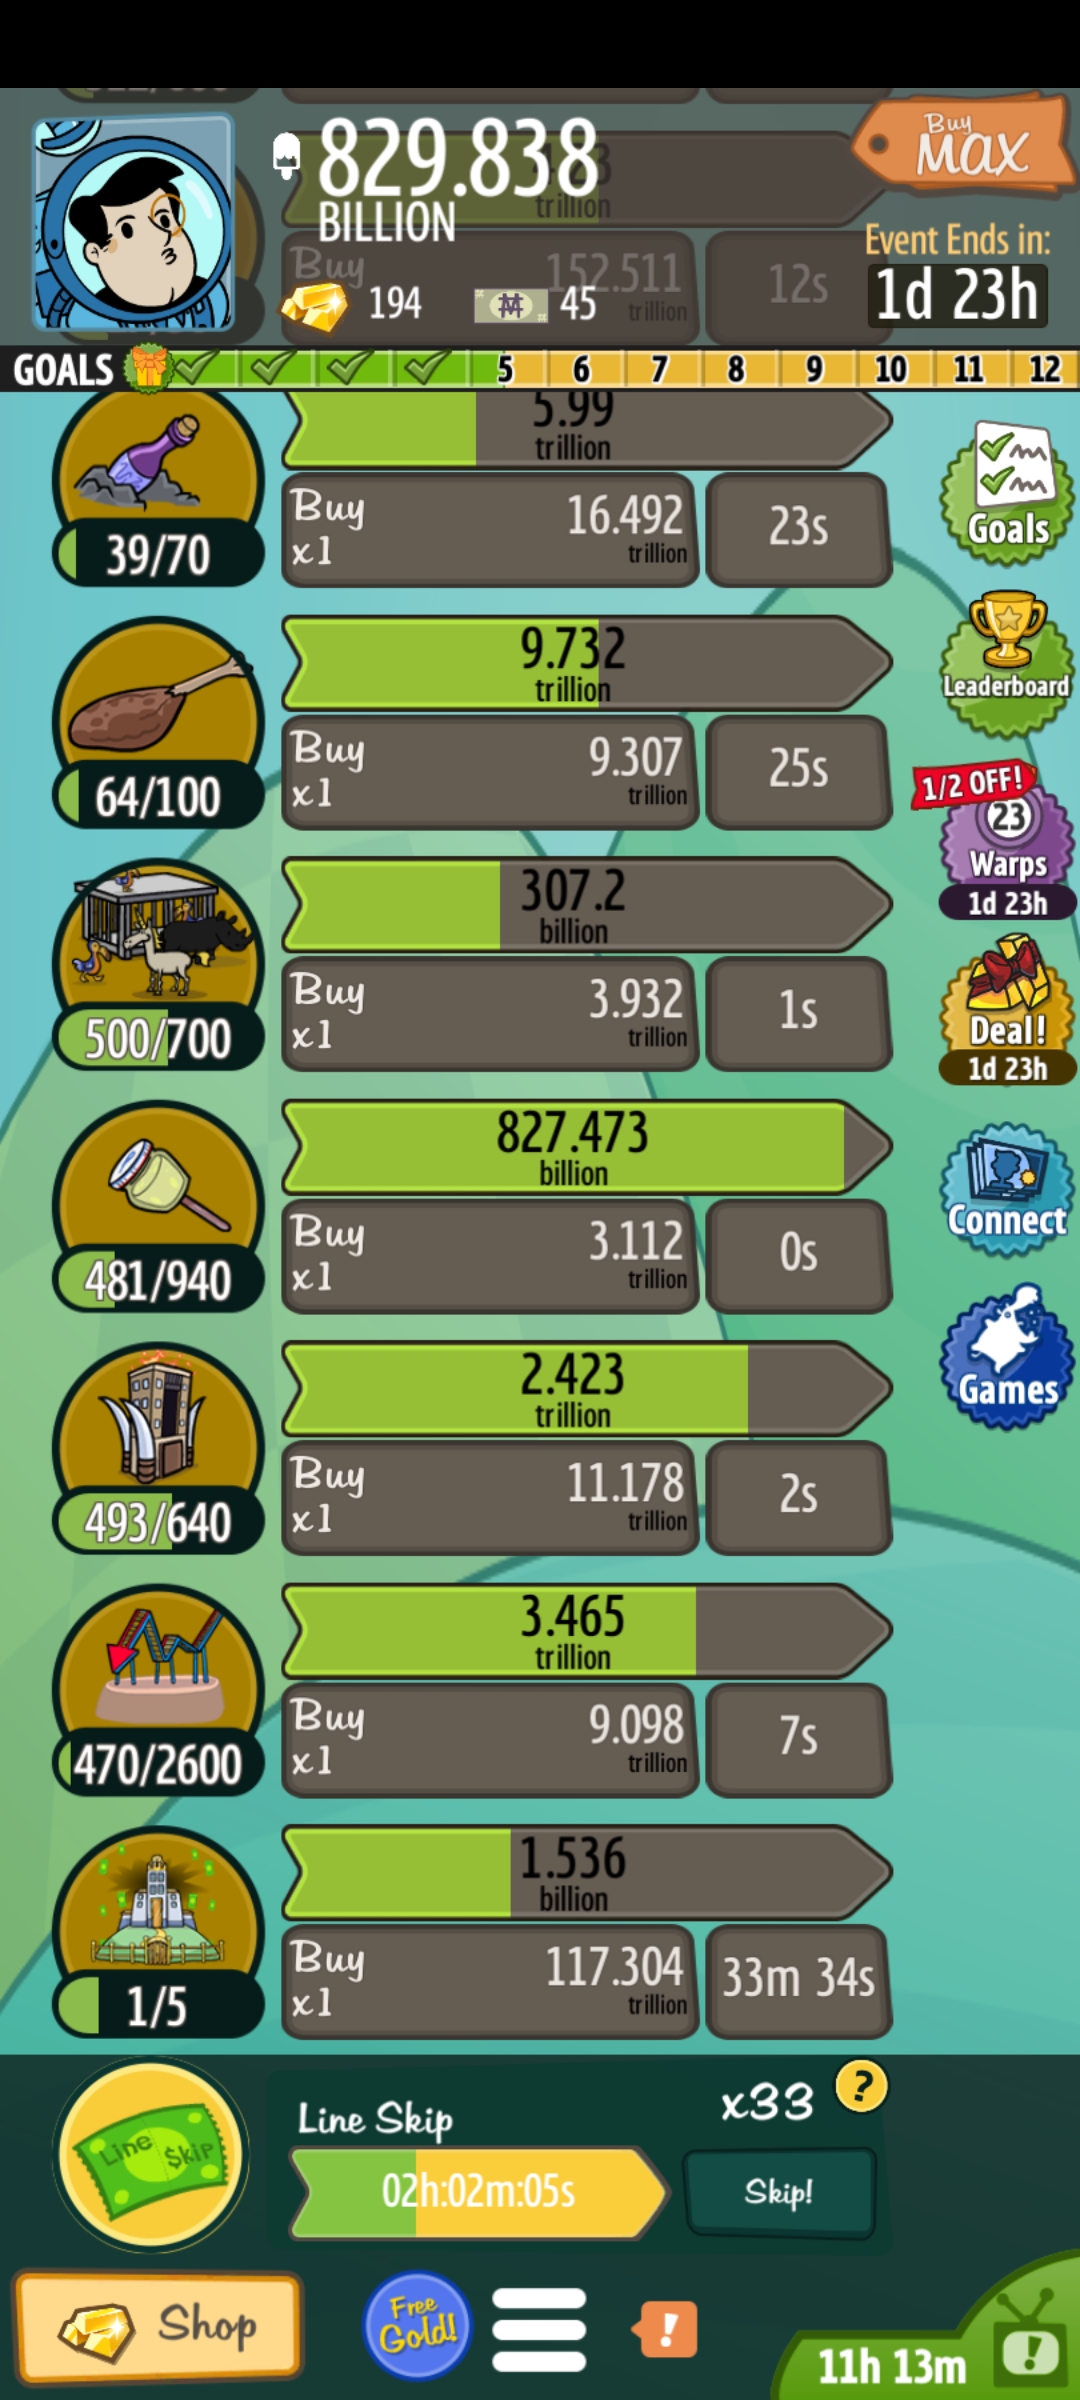 829.838
BILLION
Buy
MAX
trillion
Buy
152.511
trillion
12s
194
45
Event Ends in:
1d 23h
GOALS
5
6
7
8
9
10
11
12
5.99
trillion
39/70
Buy
x1
16.492
trillion
23s
Goals
9.732
trillion
64/100
Buy
x1
9.307
trillion
25s
Leaderboard
1/2 OFF!
23
Warps
1d 23h
307.2
billion
500/700
Buy
x1
3.932
trillion
1s
Deal!
1d 23h
827.473
billion
481/940
Buy
x1
3.112
trillion
0s
Connect
2.423
trillion
493/640
Buy
x1
11.178
trillion
2s
Games
3.465
trillion
470/2600
Buy
x1
9.098
trillion
7s
1.536
billion
1/5
Buy
x1
117.304
trillion
33m 34s
Line $kip
Line Skip
x33
?
02h:02m:05s
Skip!
Shop
Free
Gold!
!
11h 13m
!